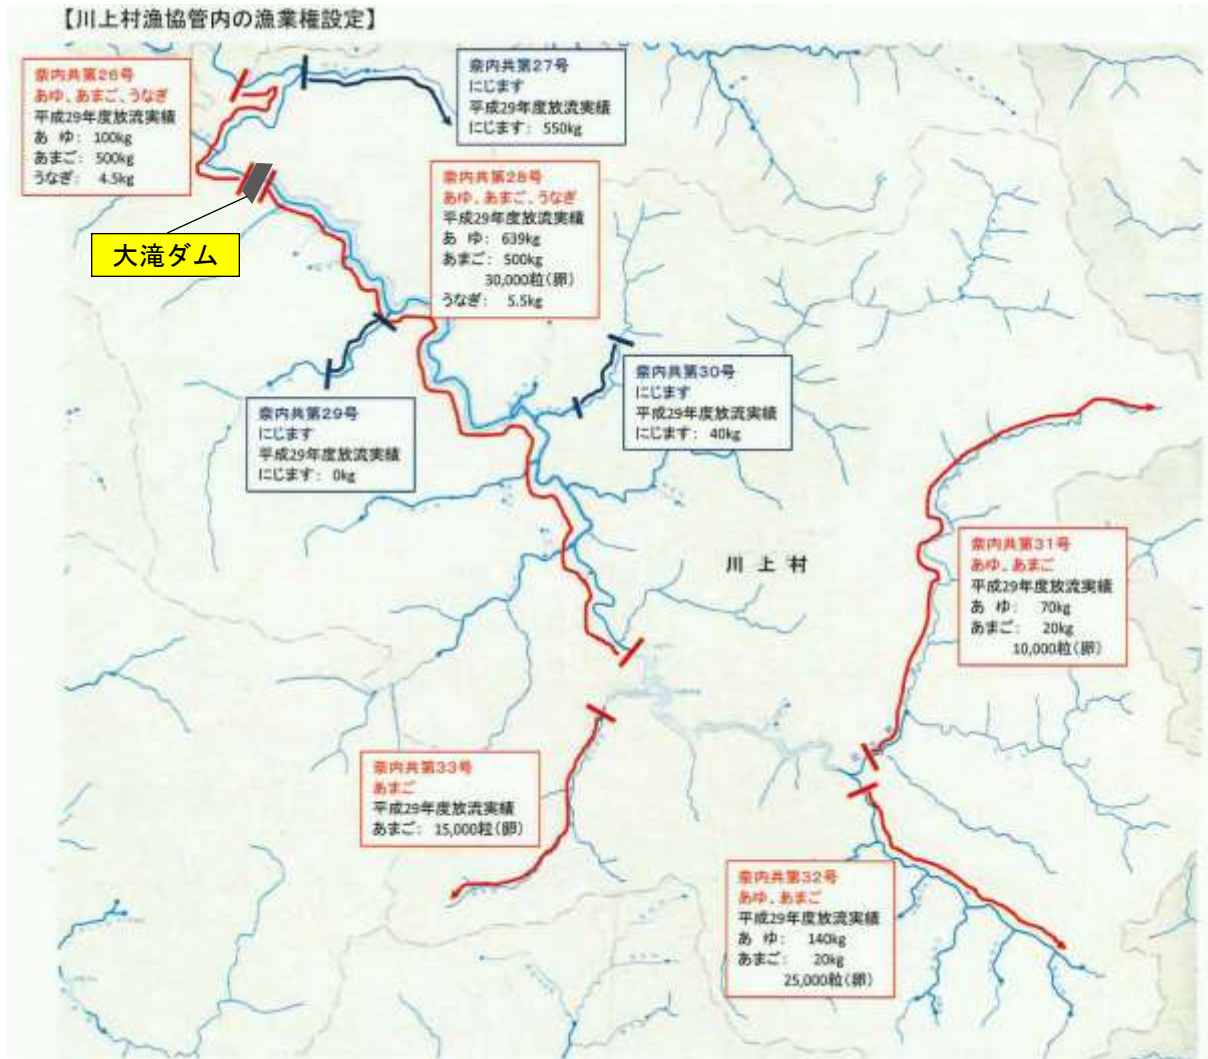 【川上村漁協管内の漁業権設定】
奈内共第26号
あゆ、あまご、うなぎ
平成29年度放流実績
あ ゆ: 100kg
あまご: 500kg
うなぎ: 4.5kg
奈内共第27号
にじます
平成29年度放流実績
にじます: 550kg
奈内共第28号
あゆ、あまご、うなぎ
平成29年度放流実績
あ ゆ: 639kg
あまご: 500kg
30,000粒(卵)
うなぎ: 5.5kg
大滝ダム
奈内共第29号
にじます
平成29年度放流実績
にじます: 0kg
奈内共第30号
にじます
平成29年度放流実績
にじます: 40kg
川上村
奈内共第31号
あゆ、あまご
平成29年度放流実績
あ ゆ: 70kg
あまご: 20kg
10,000粒(卵)
奈内共第33号
あまご
平成29年度放流実績
あまご: 15,000粒(卵)
奈内共第32号
あゆ、あまご
平成29年度放流実績
あ ゆ: 140kg
あまご: 20kg
25,000粒(卵)